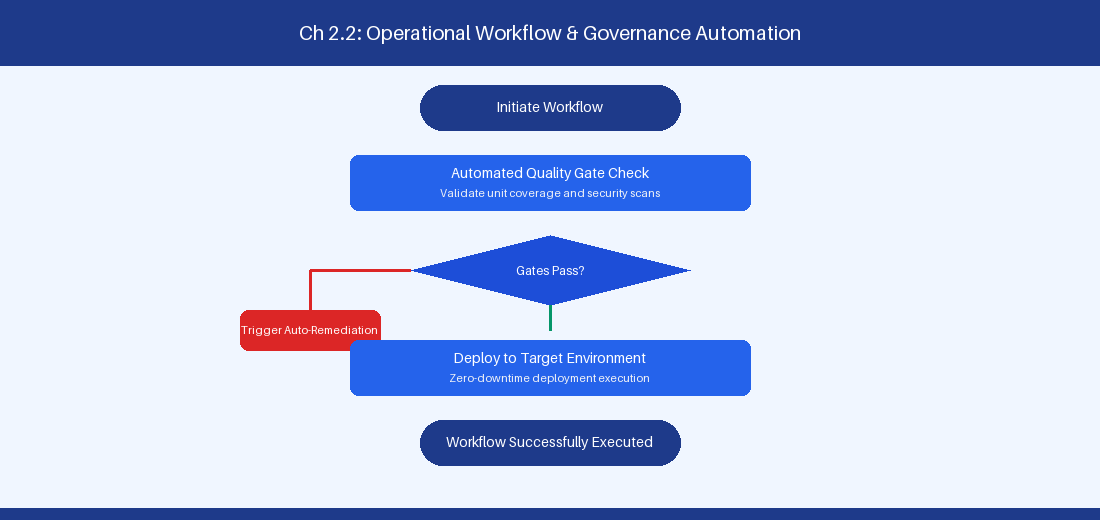 Ch 2.2: Operational Workflow & Governance Automation
Initiate Workflow
Automated Quality Gate Check
Validate unit coverage and security scans
Gates Pass?
Trigger Auto-Remediation
Deploy to Target Environment
Zero-downtime deployment execution
Workflow Successfully Executed